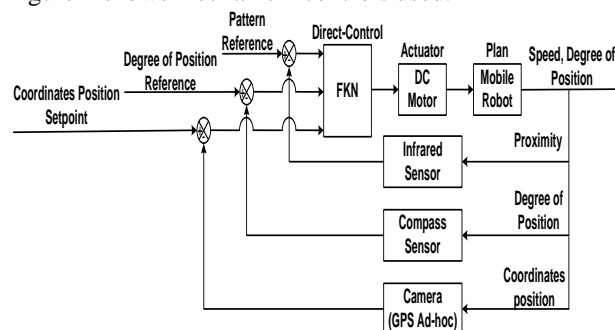 Pattern
Reference
Direct-Control
Degree of Position
Reference
Coordinates Position
Setpoint
FKN
Actuator
DC
Motor
Plan
Mobile
Robot
Speed, Degree of
Position
Infrared
Sensor
Proximity
Compass
Sensor
Degree of
Position
Camera
(GPS Ad-hoc)
Coordinates
position